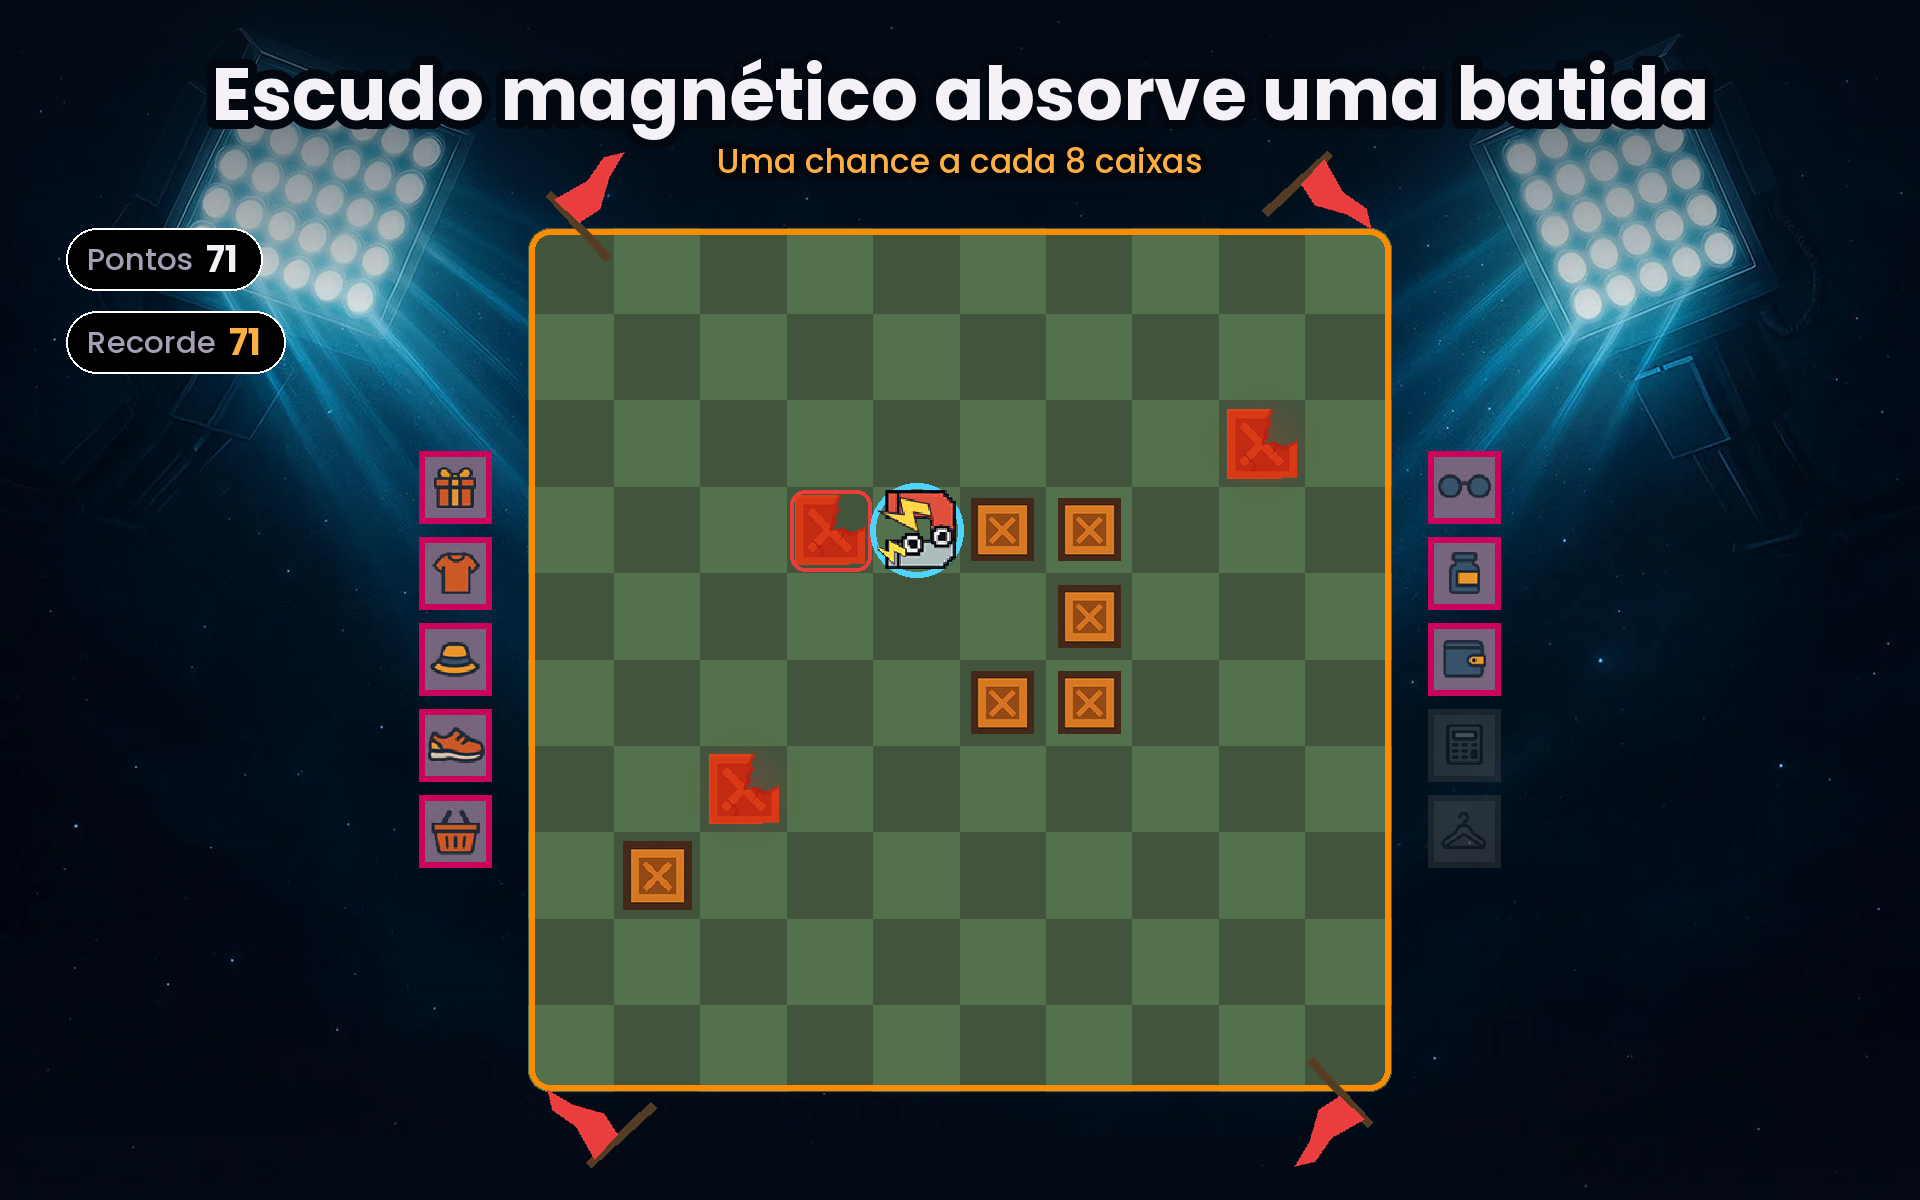 Escudo magnético absorve uma batida
Uma chance a cada 8 caixas
Pontos 71
Recorde 71